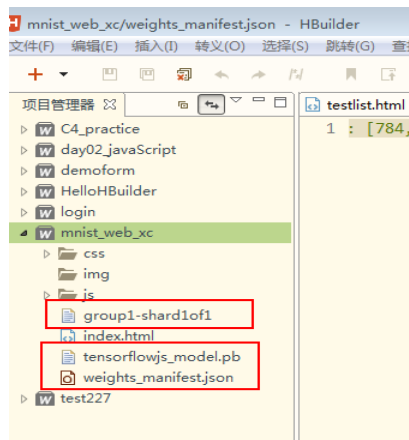 mnist_web_xc/weights_manifest.json - HBuilder
文件(F) 编辑(E) 插入(I) 转义(O) 选择(S) 跳转(G) 查
项目管理器
testlist.html
1 : [784,
C4_practice
day02_javaScript
demoform
HelloHBuilder
login
mnist_web_xc
css
img
js
group1-shard1of1
index.html
tensorflowjs_model.pb
weights_manifest.json
test227